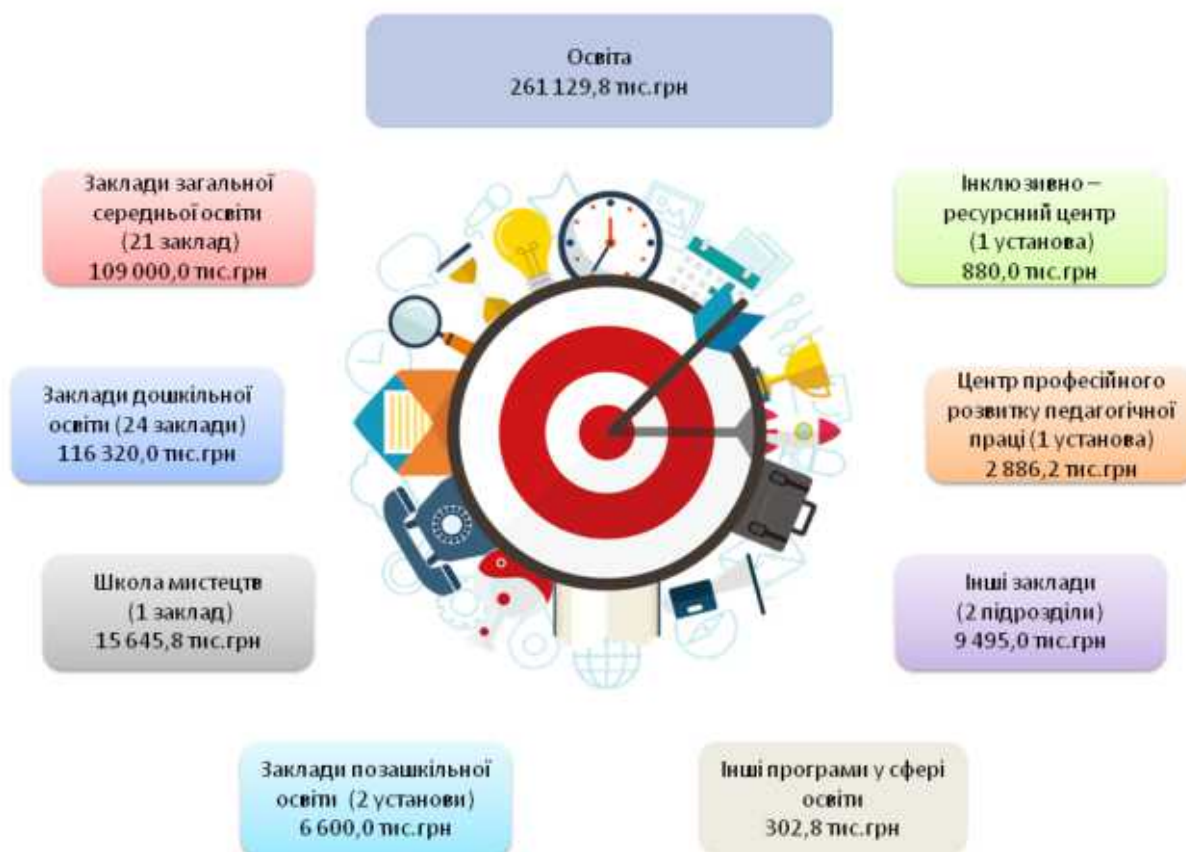 Освіта
261 129,8 тис.грн
Заклади загальної
середньої освіти
(21 заклад)
109 000,0 тис.грн
Інклюзивно –
ресурсний центр
(1 установа)
880,0 тис.грн
Заклади дошкільної
освіти (24 заклади)
116 320,0 тис.грн
Центр професійного
розвитку педагогічної
праці (1 установа)
2 886,2 тис.грн
Школа мистецтв
(1 заклад)
15 645,8 тис.грн
Інші заклади
(2 підрозділи)
9 495,0 тис.грн
Заклади позашкільної
освіти (2 установи)
6 600,0 тис.грн
Інші програми у сфері
освіти
302,8 тис.грн